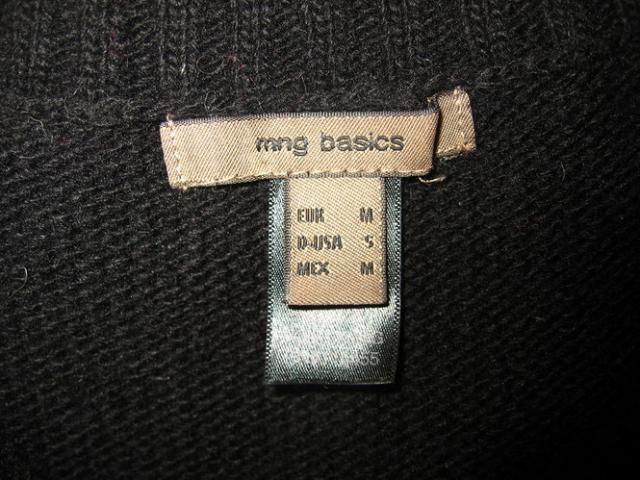 mng basics
EUR M
D-USA S
MEX M